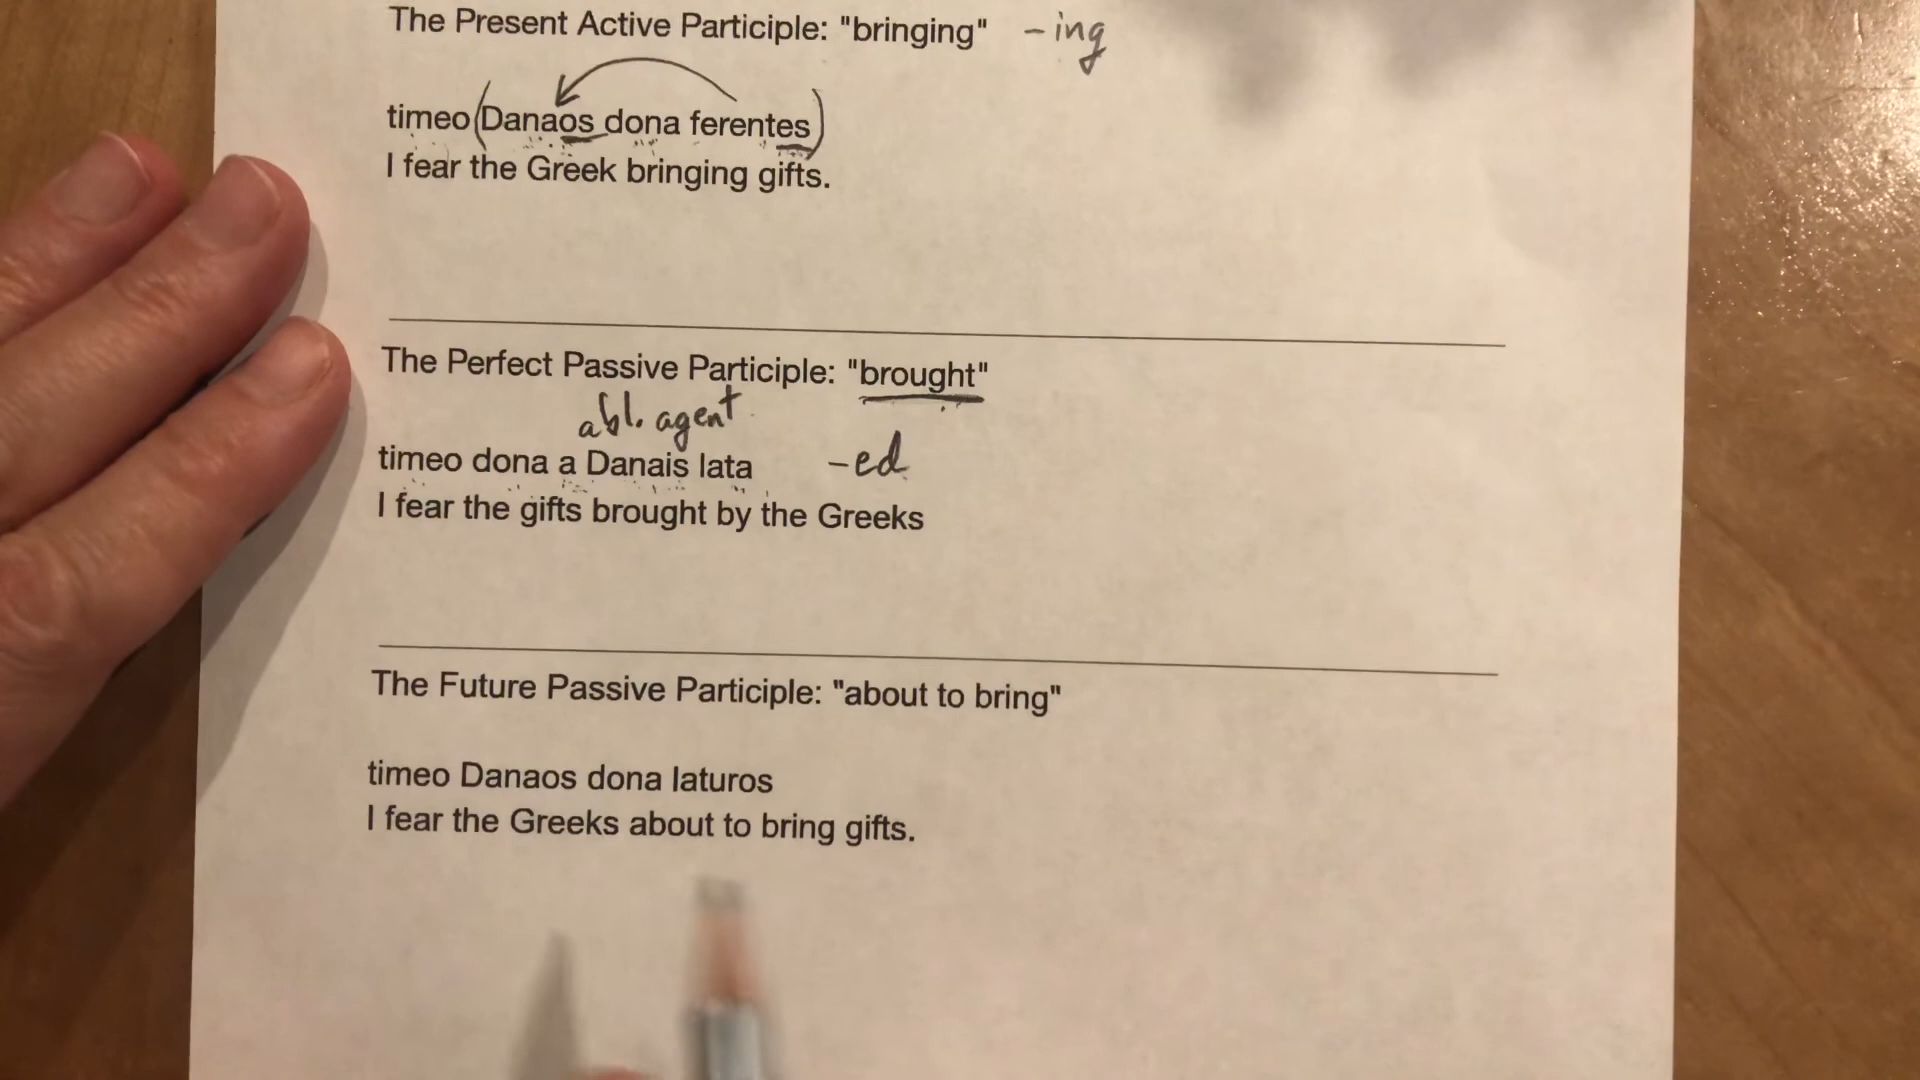 The Present Active Participle: "bringing" -ing
timeo (Danaos dona ferentes)
I fear the Greek bringing gifts.
The Perfect Passive Participle: "brought"
abl. agent
timeo dona a Danais lata -ed
I fear the gifts brought by the Greeks
The Future Passive Participle: "about to bring"
timeo Danaos dona laturos
I fear the Greeks about to bring gifts.